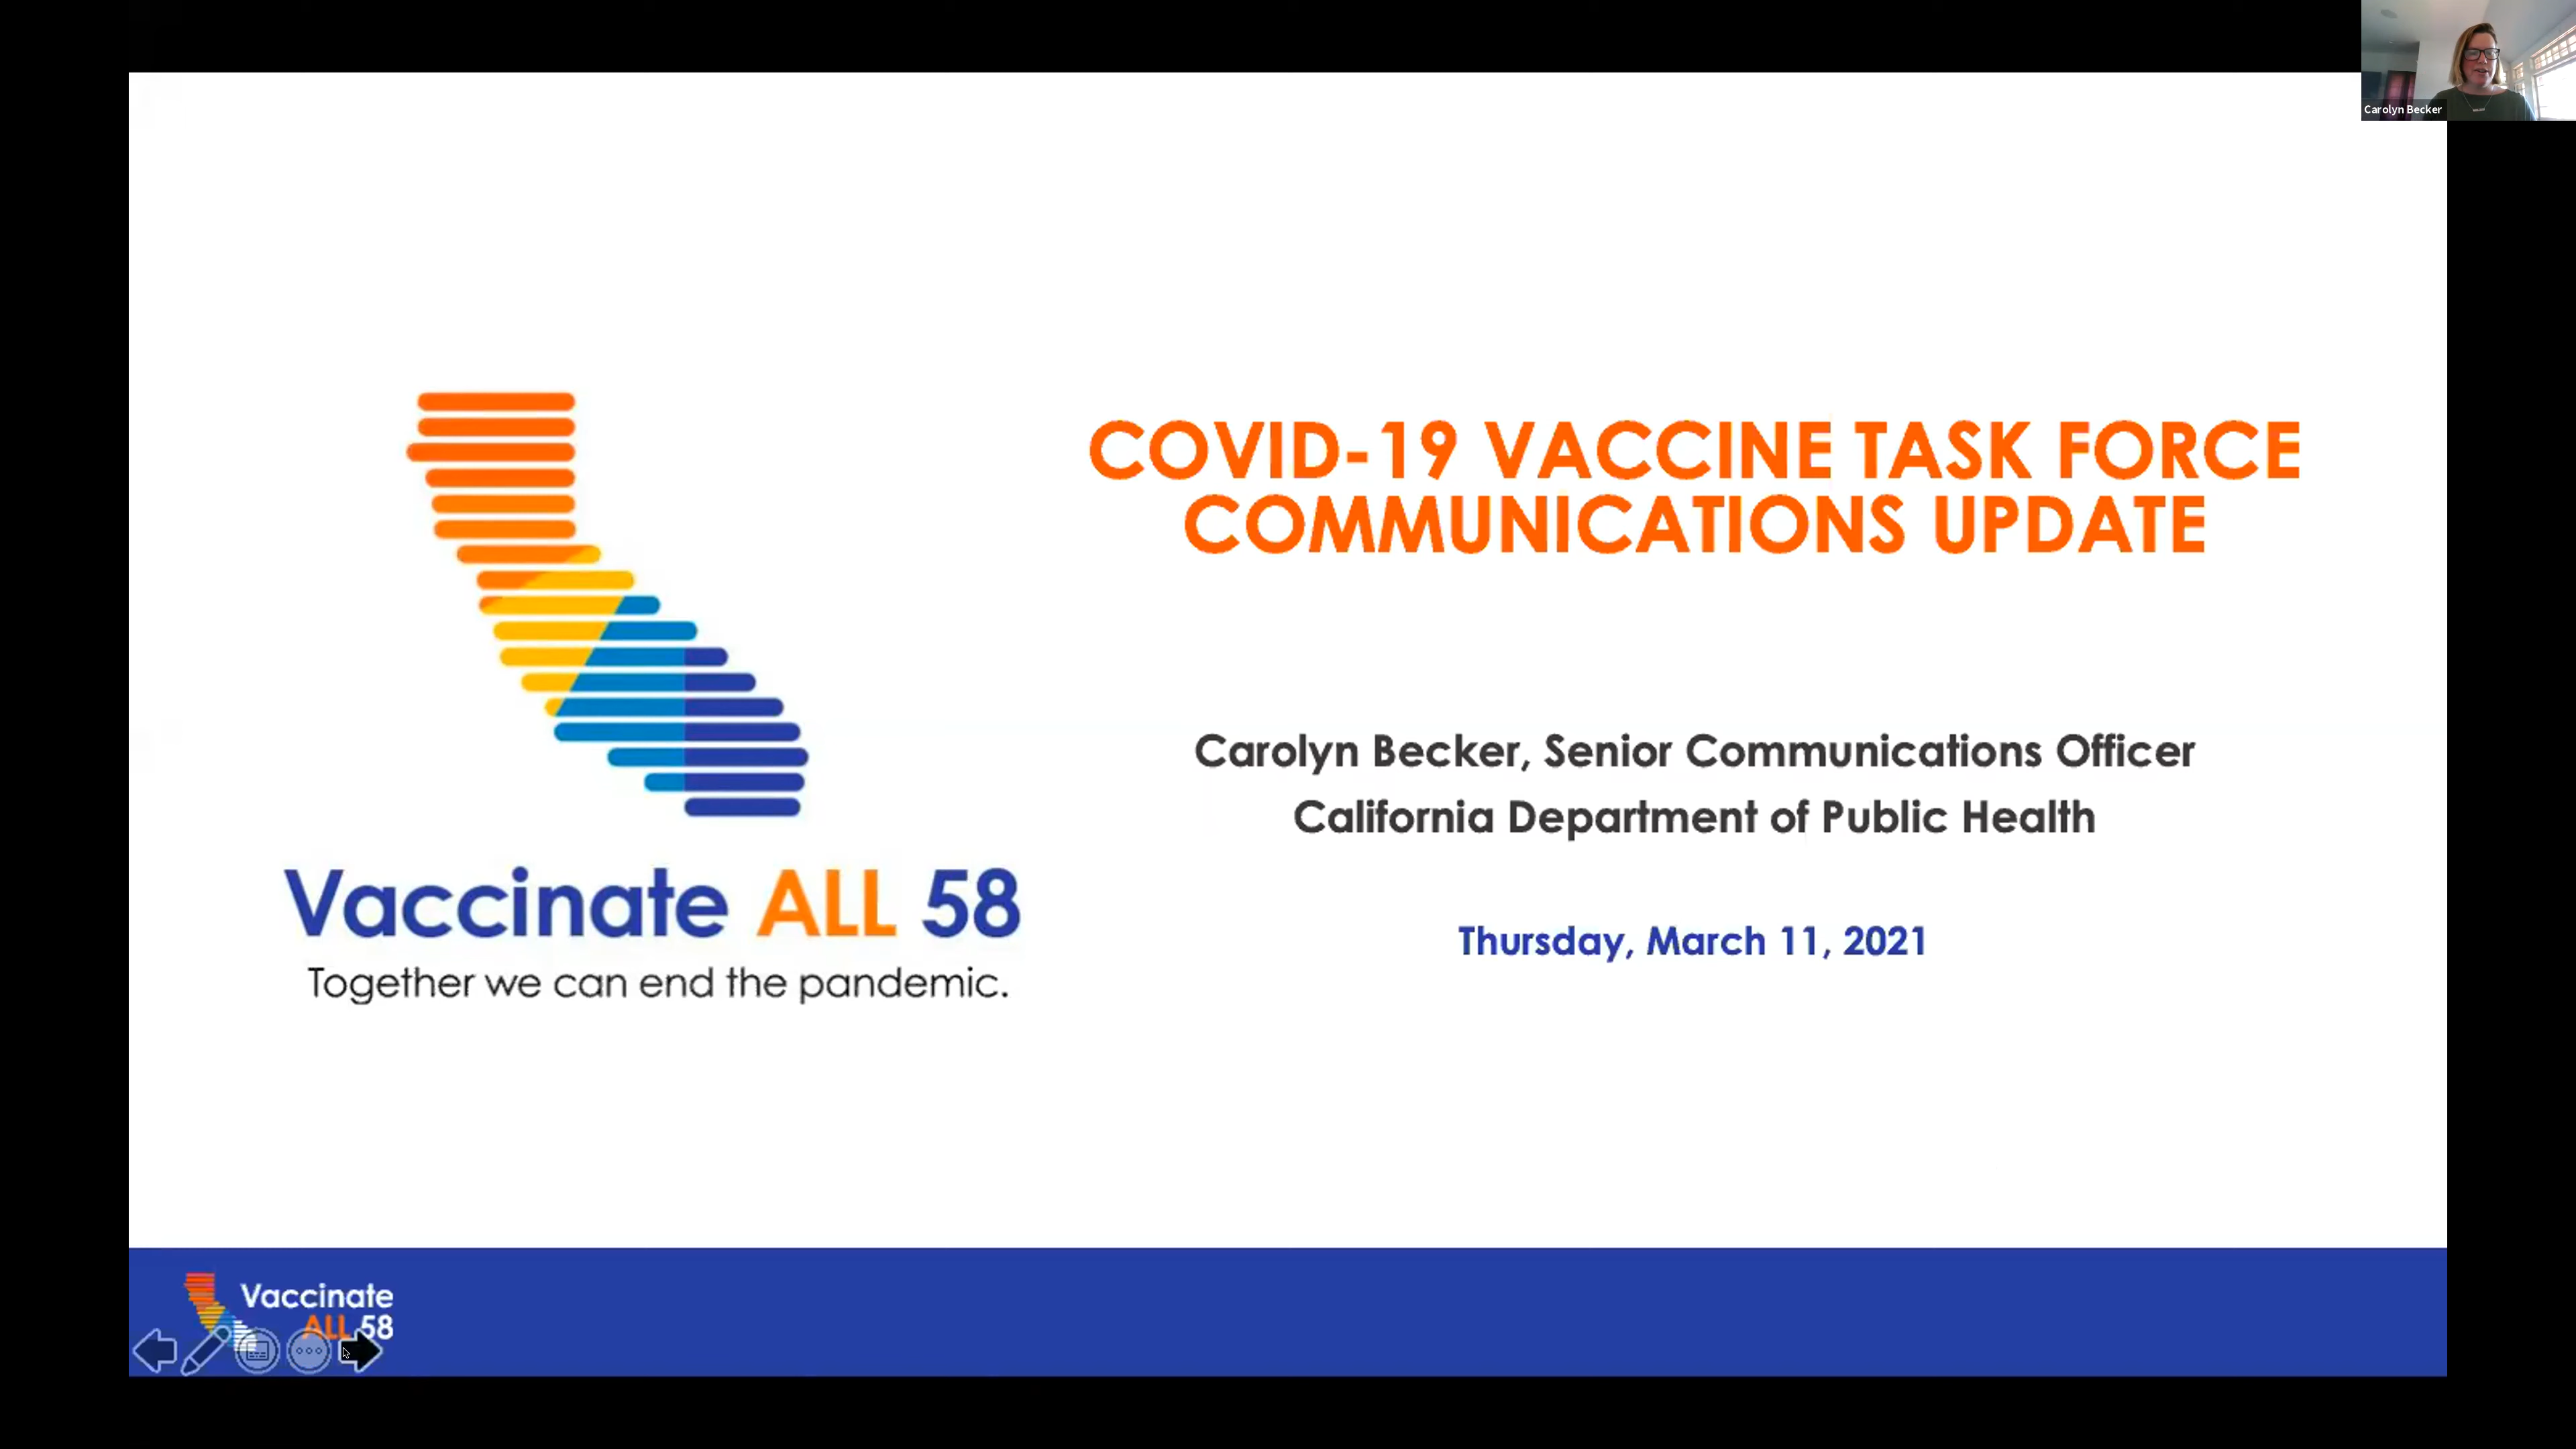 Carolyn Becker
COVID-19 VACCINE TASK FORCE
COMMUNICATIONS UPDATE
Carolyn Becker, Senior Communications Officer
California Department of Public Health
Thursday, March 11, 2021
Vaccinate ALL 58
Together we can end the pandemic.
Vaccinate
ALL 58